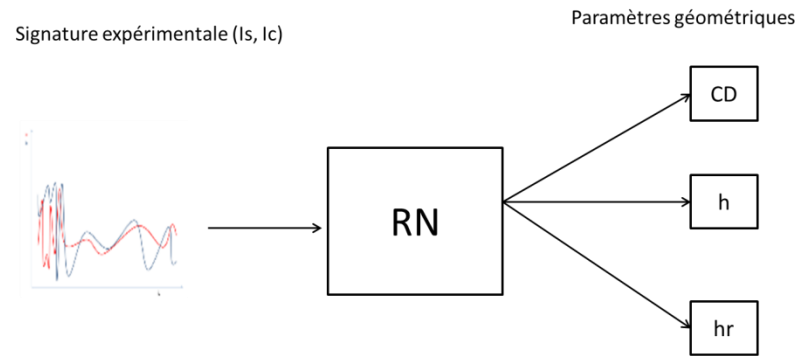 Paramètres géométriques
Signature expérimentale (Is, Ic)
CD
RN
h
hr